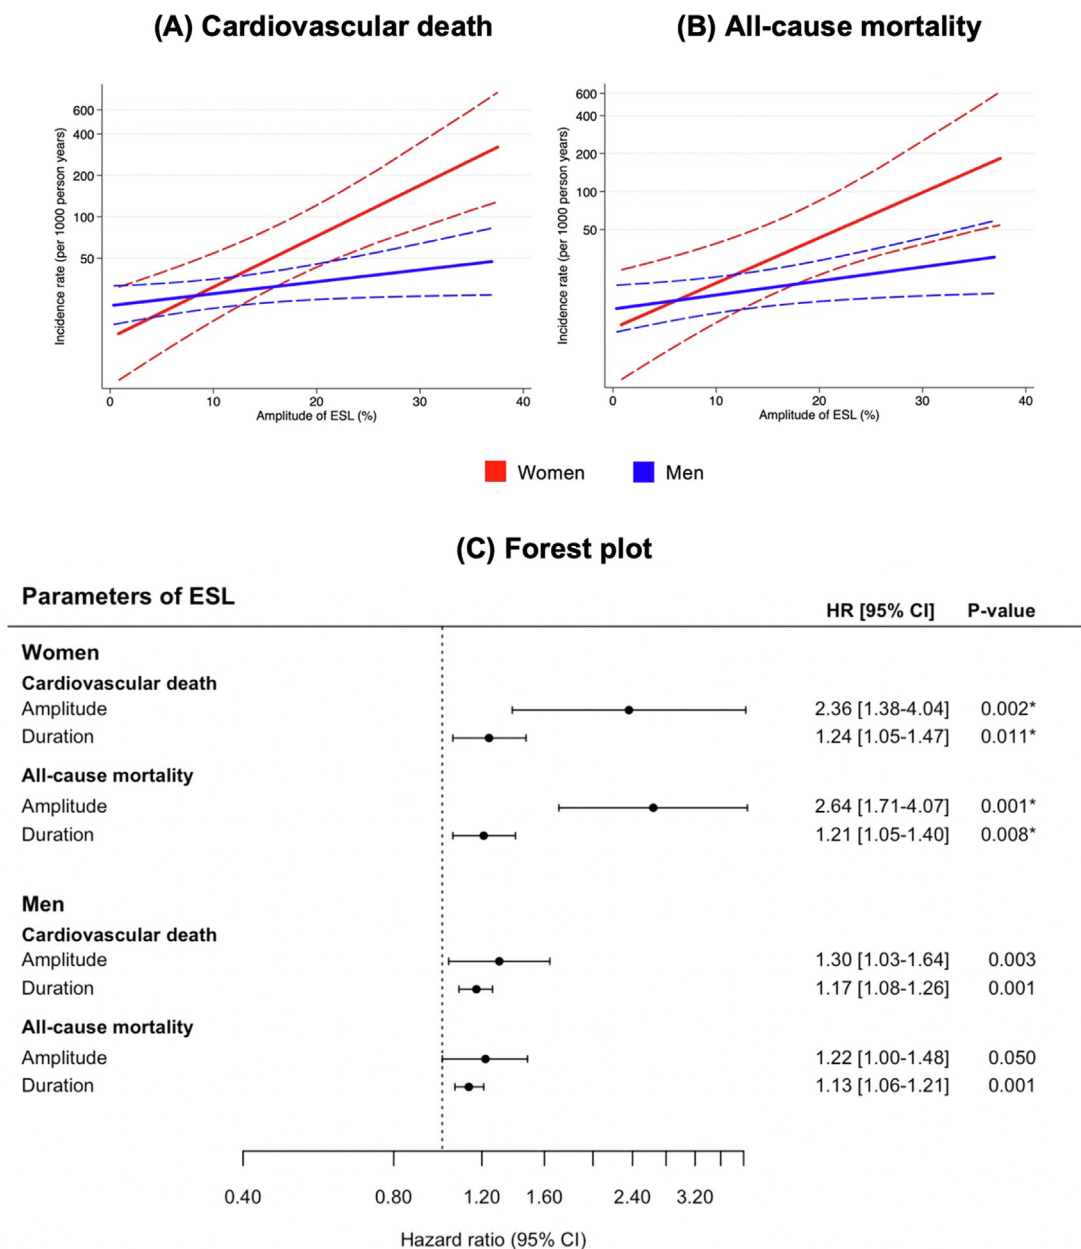 (A) Cardiovascular death
(B) All-cause mortality
Incidence rate (per 1000 person years)
600
400
200
100
50
0
10
20
30
40
Amplitude of ESL (%)
Incidence rate (per 1000 person years)
600
400
200
100
50
0
10
20
30
40
Amplitude of ESL (%)
Women
Men
(C) Forest plot
Parameters of ESL
HR [95% CI] P-value
Women
Cardiovascular death
Amplitude 2.36 [1.38-4.04] 0.002*
Duration 1.24 [1.05-1.47] 0.011*
All-cause mortality
Amplitude 2.64 [1.71-4.07] 0.001*
Duration 1.21 [1.05-1.40] 0.008*
Men
Cardiovascular death
Amplitude 1.30 [1.03-1.64] 0.003
Duration 1.17 [1.08-1.26] 0.001
All-cause mortality
Amplitude 1.22 [1.00-1.48] 0.050
Duration 1.13 [1.06-1.21] 0.001
0.40 0.80 1.20 1.60 2.40 3.20
Hazard ratio (95% CI)